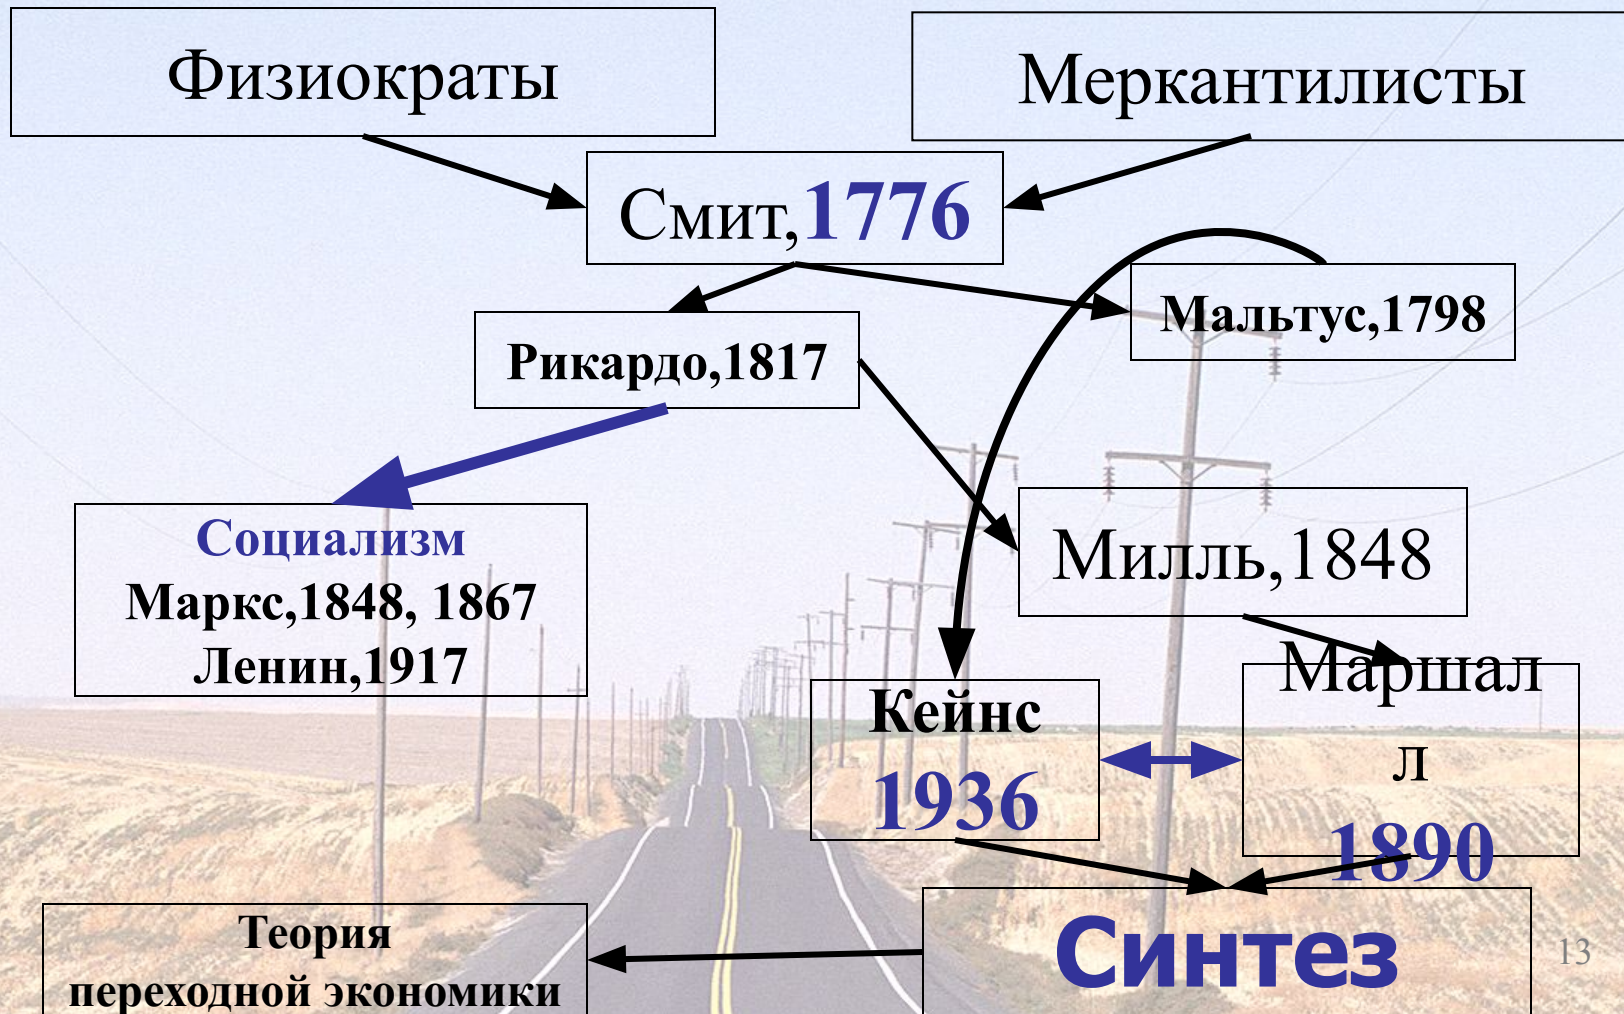 Физиократы
Меркантилисты
Смит,1776
Мальтус,1798
Рикардо,1817
Милль,1848
Социализм
Маркс,1848, 1867
Ленин,1917
Маршал
л
1890
Кейнс
1936
Теория
переходной экономики
Синтез
13